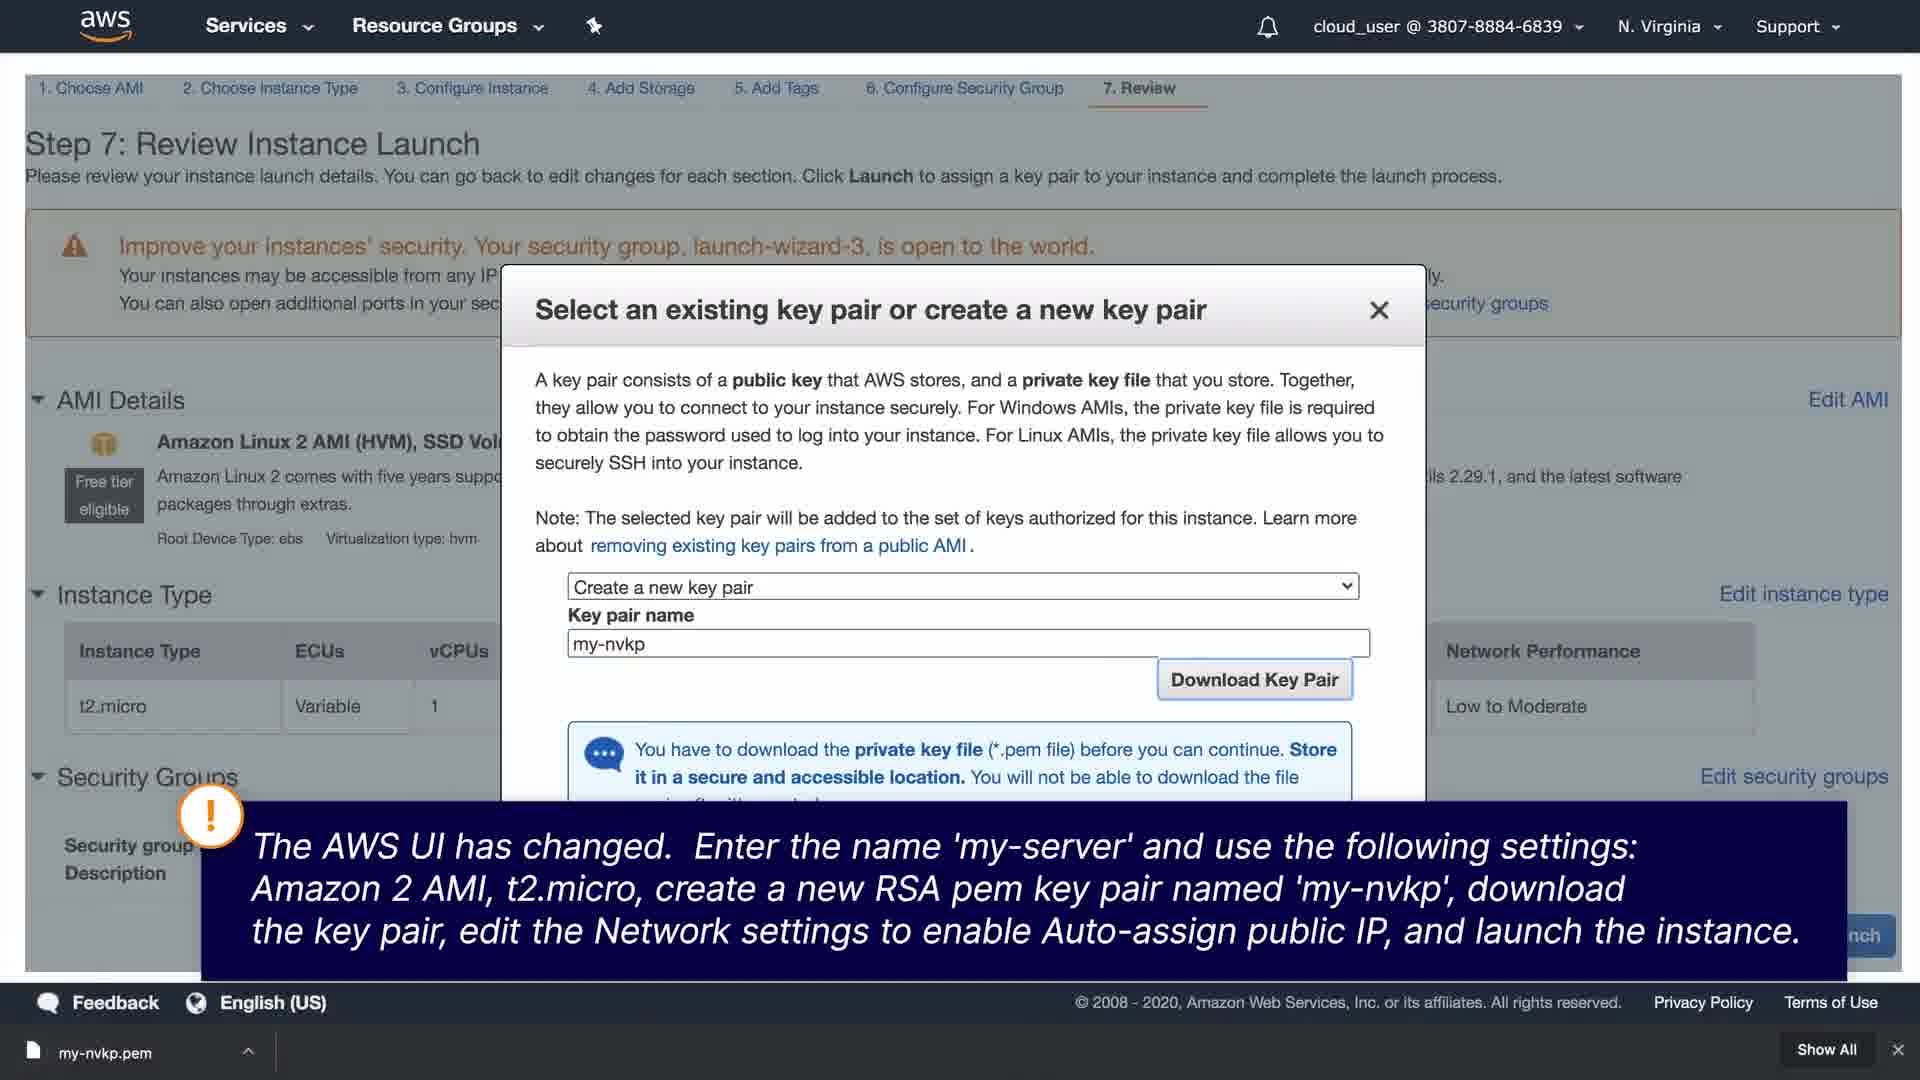 aws Services Resource Groups cloud_user @ 3807-8884-6839 N. Virginia Support
1. Choose AMI 2. Choose Instance Type 3. Configure Instance 4. Add Storage 5. Add Tags 6. Configure Security Group 7. Review
Step 7: Review Instance Launch
Please review your instance launch details. You can go back to edit changes for each section. Click Launch to assign a key pair to your instance and complete the launch process.
Improve your instances' security. Your security group, launch-wizard-3, is open to the world.
Your instances may be accessible from any IP
ly.
You can also open additional ports in your sec
security groups
Select an existing key pair or create a new key pair
A key pair consists of a public key that AWS stores, and a private key file that you store. Together,
they allow you to connect to your instance securely. For Windows AMIs, the private key file is required
to obtain the password used to log into your instance. For Linux AMIs, the private key file allows you to
securely SSH into your instance.
Note: The selected key pair will be added to the set of keys authorized for this instance. Learn more
about removing existing key pairs from a public AMI.
Create a new key pair
Key pair name
my-nvkp
Download Key Pair
You have to download the private key file (*.pem file) before you can continue. Store
it in a secure and accessible location. You will not be able to download the file
AMI Details
Edit AMI
Amazon Linux 2 AMI (HVM), SSD Vol
Free tier
eligible
Amazon Linux 2 comes with five years suppo
ils 2.29.1, and the latest software
packages through extras.
Root Device Type: ebs Virtualization type: hvm
Instance Type
Edit instance type
Instance Type ECUs vCPUs Network Performance
t2.micro Variable 1 Low to Moderate
Security Groups
Edit security groups
Security group
Description
nch
!
The AWS UI has changed. Enter the name 'my-server' and use the following settings:
Amazon 2 AMI, t2.micro, create a new RSA pem key pair named 'my-nvkp', download
the key pair, edit the Network settings to enable Auto-assign public IP, and launch the instance.
Feedback English (US) © 2008 - 2020, Amazon Web Services, Inc. or its affiliates. All rights reserved. Privacy Policy Terms of Use
my-nvkp.pem Show All